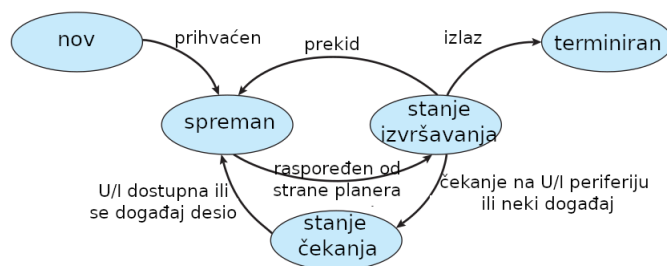 nov
prihvaćen
prekid
izlaz
terminiran
spreman
stanje
izvršavanja
raspoređen od
strane planera
U/I dostupna ili
se događaj desio
čekanje na U/I periferiju
ili neki događaj
stanje
čekanja